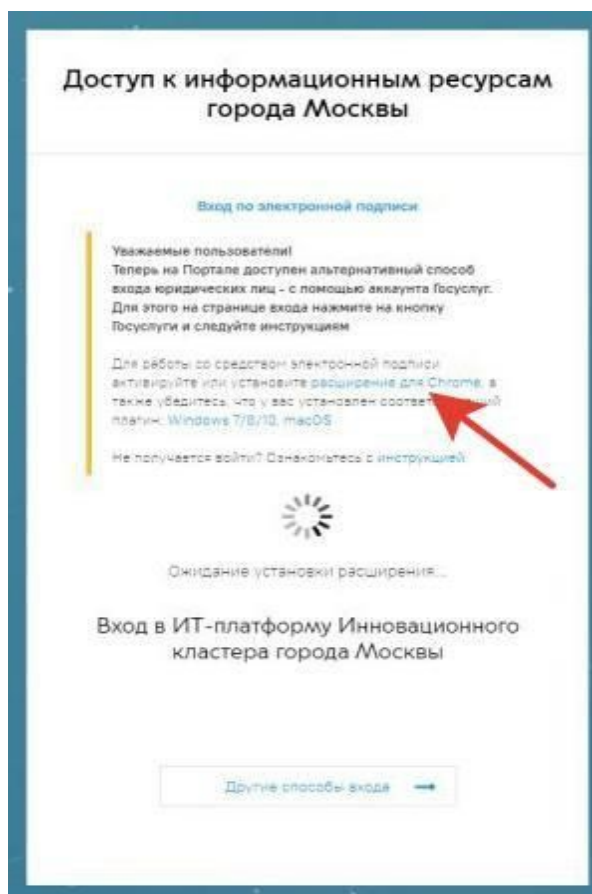 Доступ к информационным ресурсам
города Москвы
Вход по электронной подписи
Уважаемые пользователи!
Теперь на Портале доступен альтернативный способ
входа юридических лиц - с помощью аккаунта Госуслуг.
Для этого на странице входа нажмите на кнопку
Госуслуги и следуйте инструкциям
Для работы со средством электронной подписи
активируйте или установите расширение для Chrome, а
также убедитесь, что у вас установлен
плагин: Windows 7/8/10, macOS
Не получается войти? Ознакомьтесь с инструкцией
Ожидание установки расширения...
Вход в ИТ-платформу Инновационного
кластера города Москвы
Другие способы входа